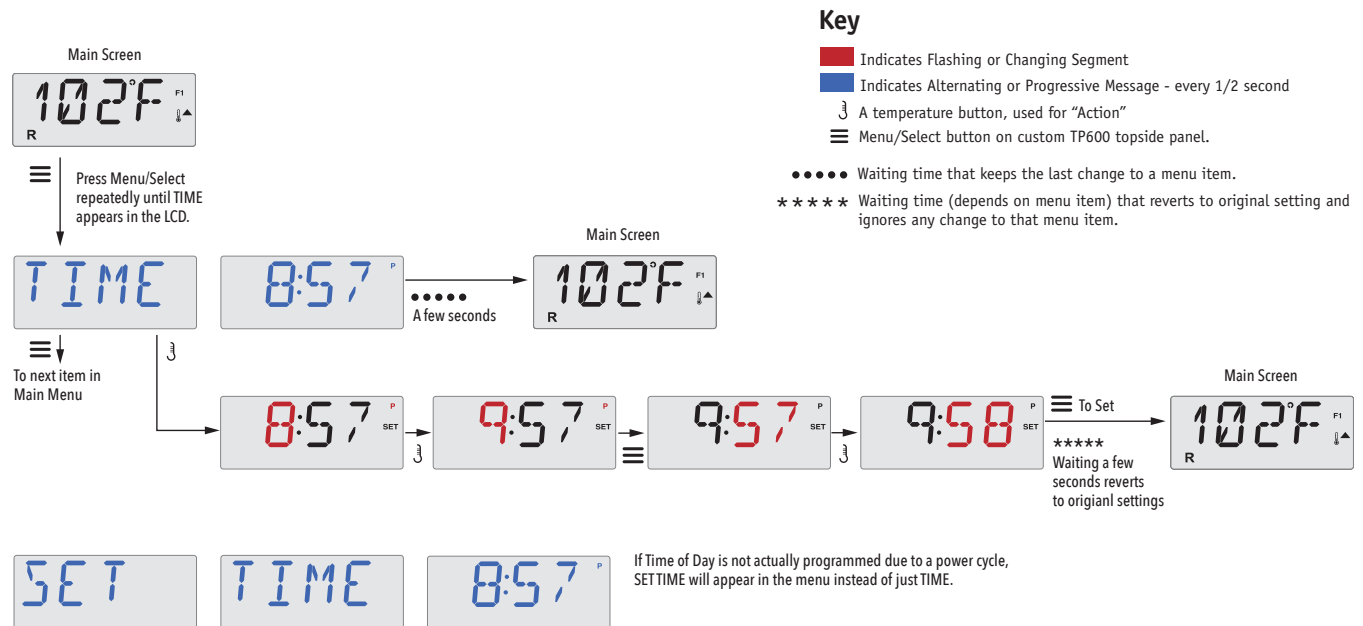 Key
Indicates Flashing or Changing Segment
Indicates Alternating or Progressive Message - every 1/2 second
A temperature button, used for “Action”
Menu/Select button on custom TP600 topside panel.
••••• Waiting time that keeps the last change to a menu item.
***** Waiting time (depends on menu item) that reverts to original setting and
ignores any change to that menu item.
Main Screen
102°F F1
R
Press Menu/Select
repeatedly until TIME
appears in the LCD.
TIME
8:57 P
•••••
A few seconds
Main Screen
102°F F1
R
To next item in
Main Menu
8:57 P SET
9:57 P SET
9:57 P SET
9:58 P SET
To Set
*****
Waiting a few
seconds reverts
to origianl settings
Main Screen
102°F F1
R
SET
TIME
8:57 P
If Time of Day is not actually programmed due to a power cycle,
SET TIME will appear in the menu instead of just TIME.